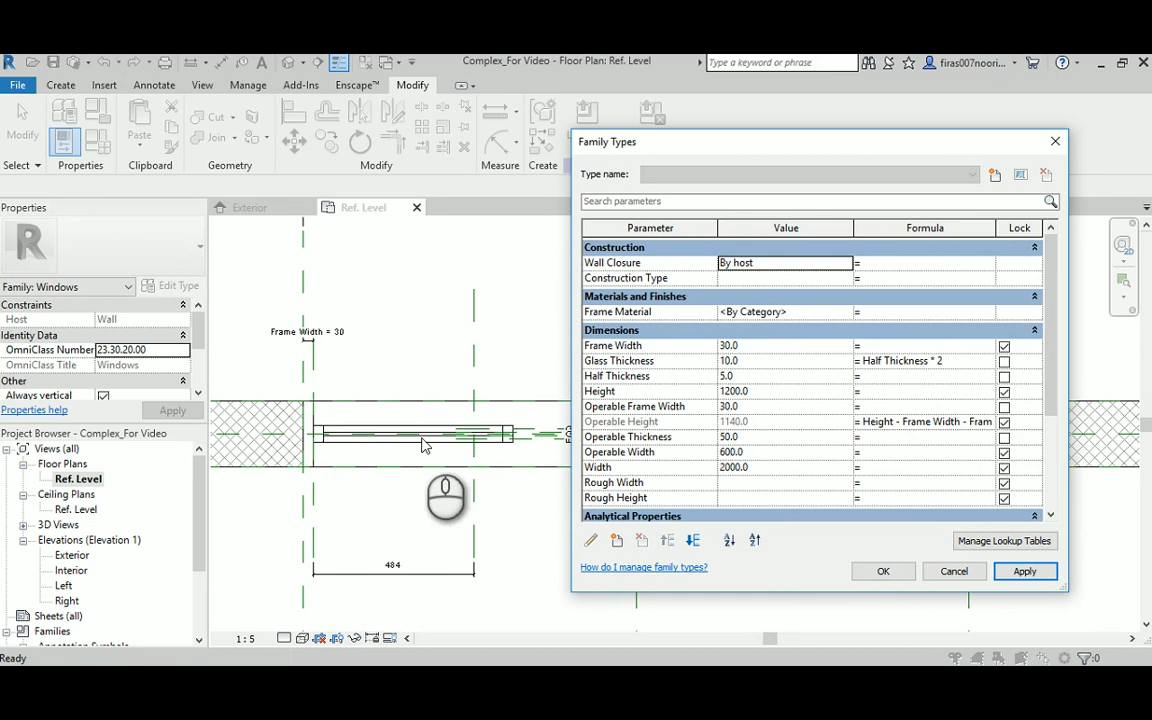 Complex_For Video - Floor Plan: Ref. Level
Type a keyword or phrase
firas007noori...
File
Create
Insert
Annotate
View
Manage
Add-Ins
Enscape™
Modify
Modify
Paste
Cut
Join
Select
Properties
Clipboard
Geometry
Modify
Measure
Create
Properties
Exterior
Ref. Level
Family: Windows
Edit Type
Constraints
Host
Wall
Identity Data
OmniClass Number
23.30.20.00
OmniClass Title
Windows
Other
Always vertical
Properties help
Apply
Project Browser - Complex_For Video
Views (all)
Floor Plans
Ref. Level
Ceiling Plans
Ref. Level
3D Views
Elevations (Elevation 1)
Exterior
Interior
Left
Right
Sheets (all)
Families
Annotation Symbols
Ready
Frame Width = 30
484
1 : 5
:0
Family Types
Type name:
Search parameters
Parameter
Value
Formula
Lock
Construction
Wall Closure
By host
=
Construction Type
=
Materials and Finishes
Frame Material
<By Category>
=
Dimensions
Frame Width
30.0
=
Glass Thickness
10.0
= Half Thickness * 2
Half Thickness
5.0
=
Height
1200.0
=
Operable Frame Width
30.0
=
Operable Height
1140.0
= Height - Frame Width - Fram
Operable Thickness
50.0
=
Operable Width
600.0
=
Width
2000.0
=
Rough Width
=
Rough Height
=
Analytical Properties
Manage Lookup Tables
How do I manage family types?
OK
Cancel
Apply